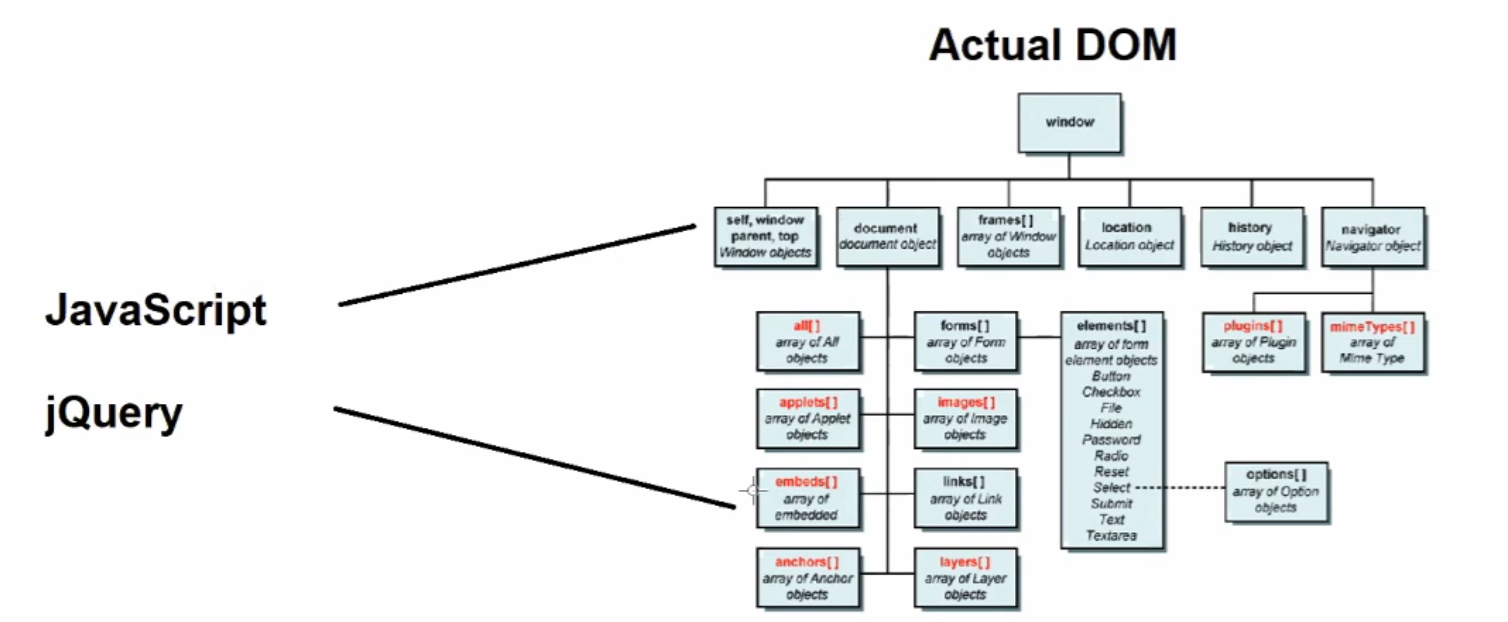 Actual DOM
window
self, window
parent, top
Window objects
document
document object
frames[ ]
array of Window
objects
location
Location object
history
History object
navigator
Navigator object
JavaScript
jQuery
all[ ]
array of All
objects
forms[ ]
array of Form
objects
elements[ ]
array of form
element objects
Button
Checkbox
File
Hidden
Password
Radio
Reset
Select
Submit
Text
Textarea
plugins[ ]
array of Plugin
objects
mimeTypes[ ]
array of
Mime Type
applets[ ]
array of Applet
objects
images[ ]
array of Image
objects
embeds[ ]
array of
embedded
links[ ]
array of Link
objects
options[ ]
array of Option
objects
anchors[ ]
array of Anchor
objects
layers[ ]
array of Layer
objects